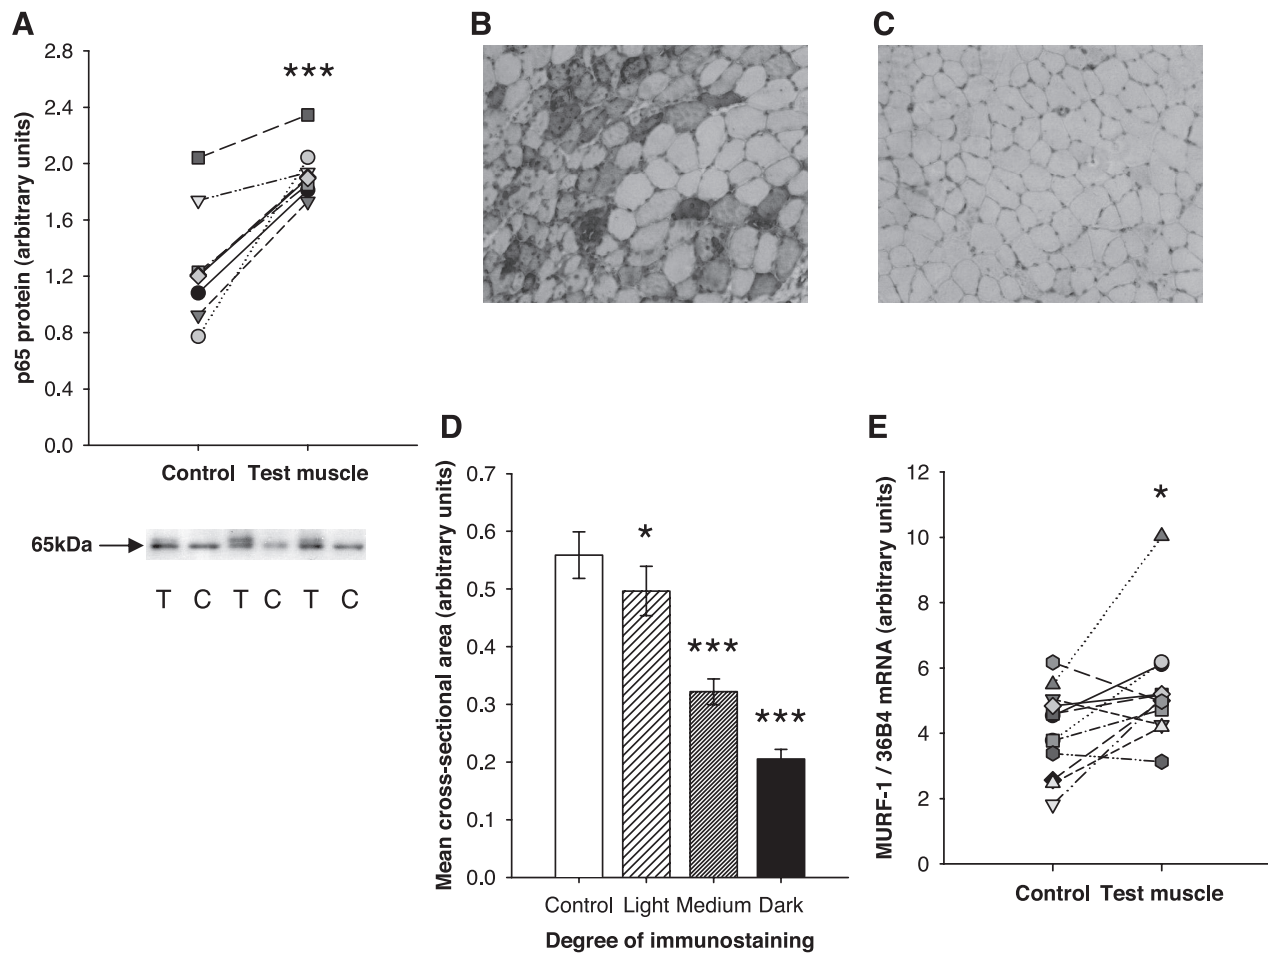 A
p65 protein (arbitrary units)
2.8
2.4
2.0
1.6
1.2
0.8
0.4
0.0
***
Control Test muscle
65kDa
T C T C T C
B
C
D
Mean cross-sectional area (arbitrary units)
0.7
0.6
0.5
0.4
0.3
0.2
0.1
0.0
*
***
***
Control Light Medium Dark
Degree of immunostaining
E
MURF-1 / 36B4 mRNA (arbitrary units)
12
10
8
6
4
2
0
*
Control Test muscle